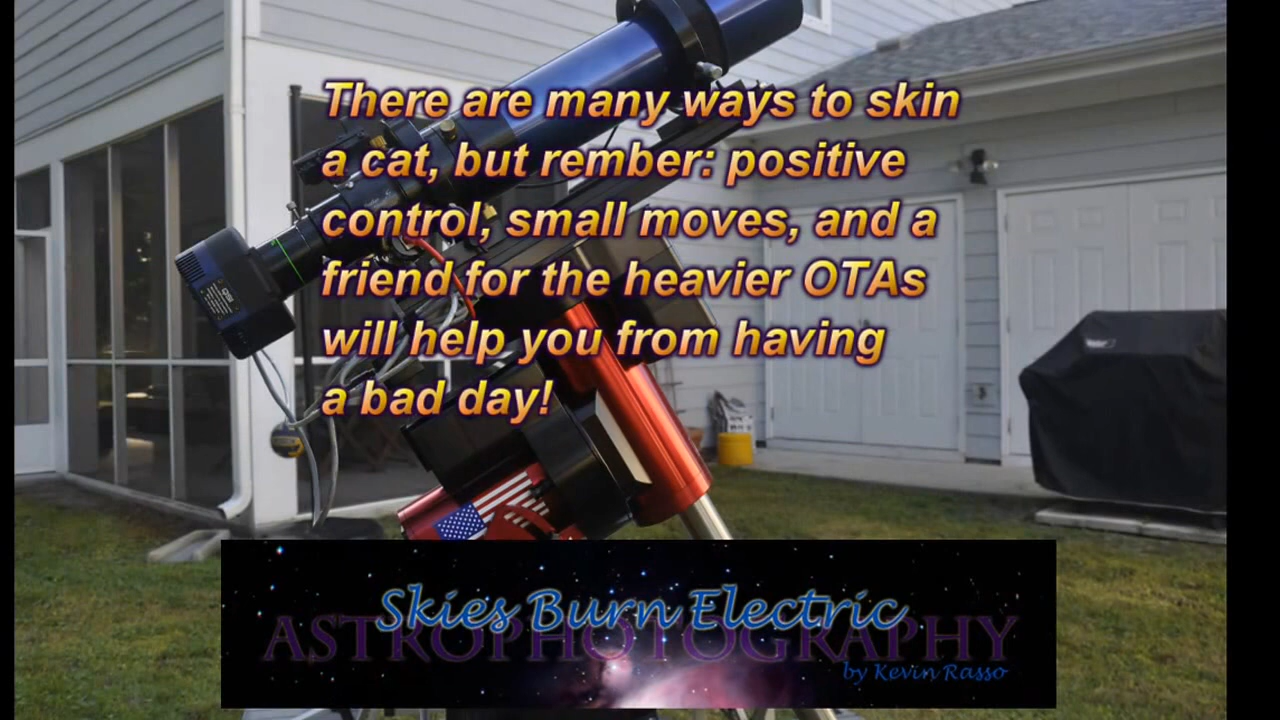 There are many ways to skin
a cat, but rember: positive
control, small moves, and a
friend for the heavier OTAs
will help you from having
a bad day!
QSI
Skies Burn Electric
ASTROPHOTOGRAPHY
by Kevin Rasso